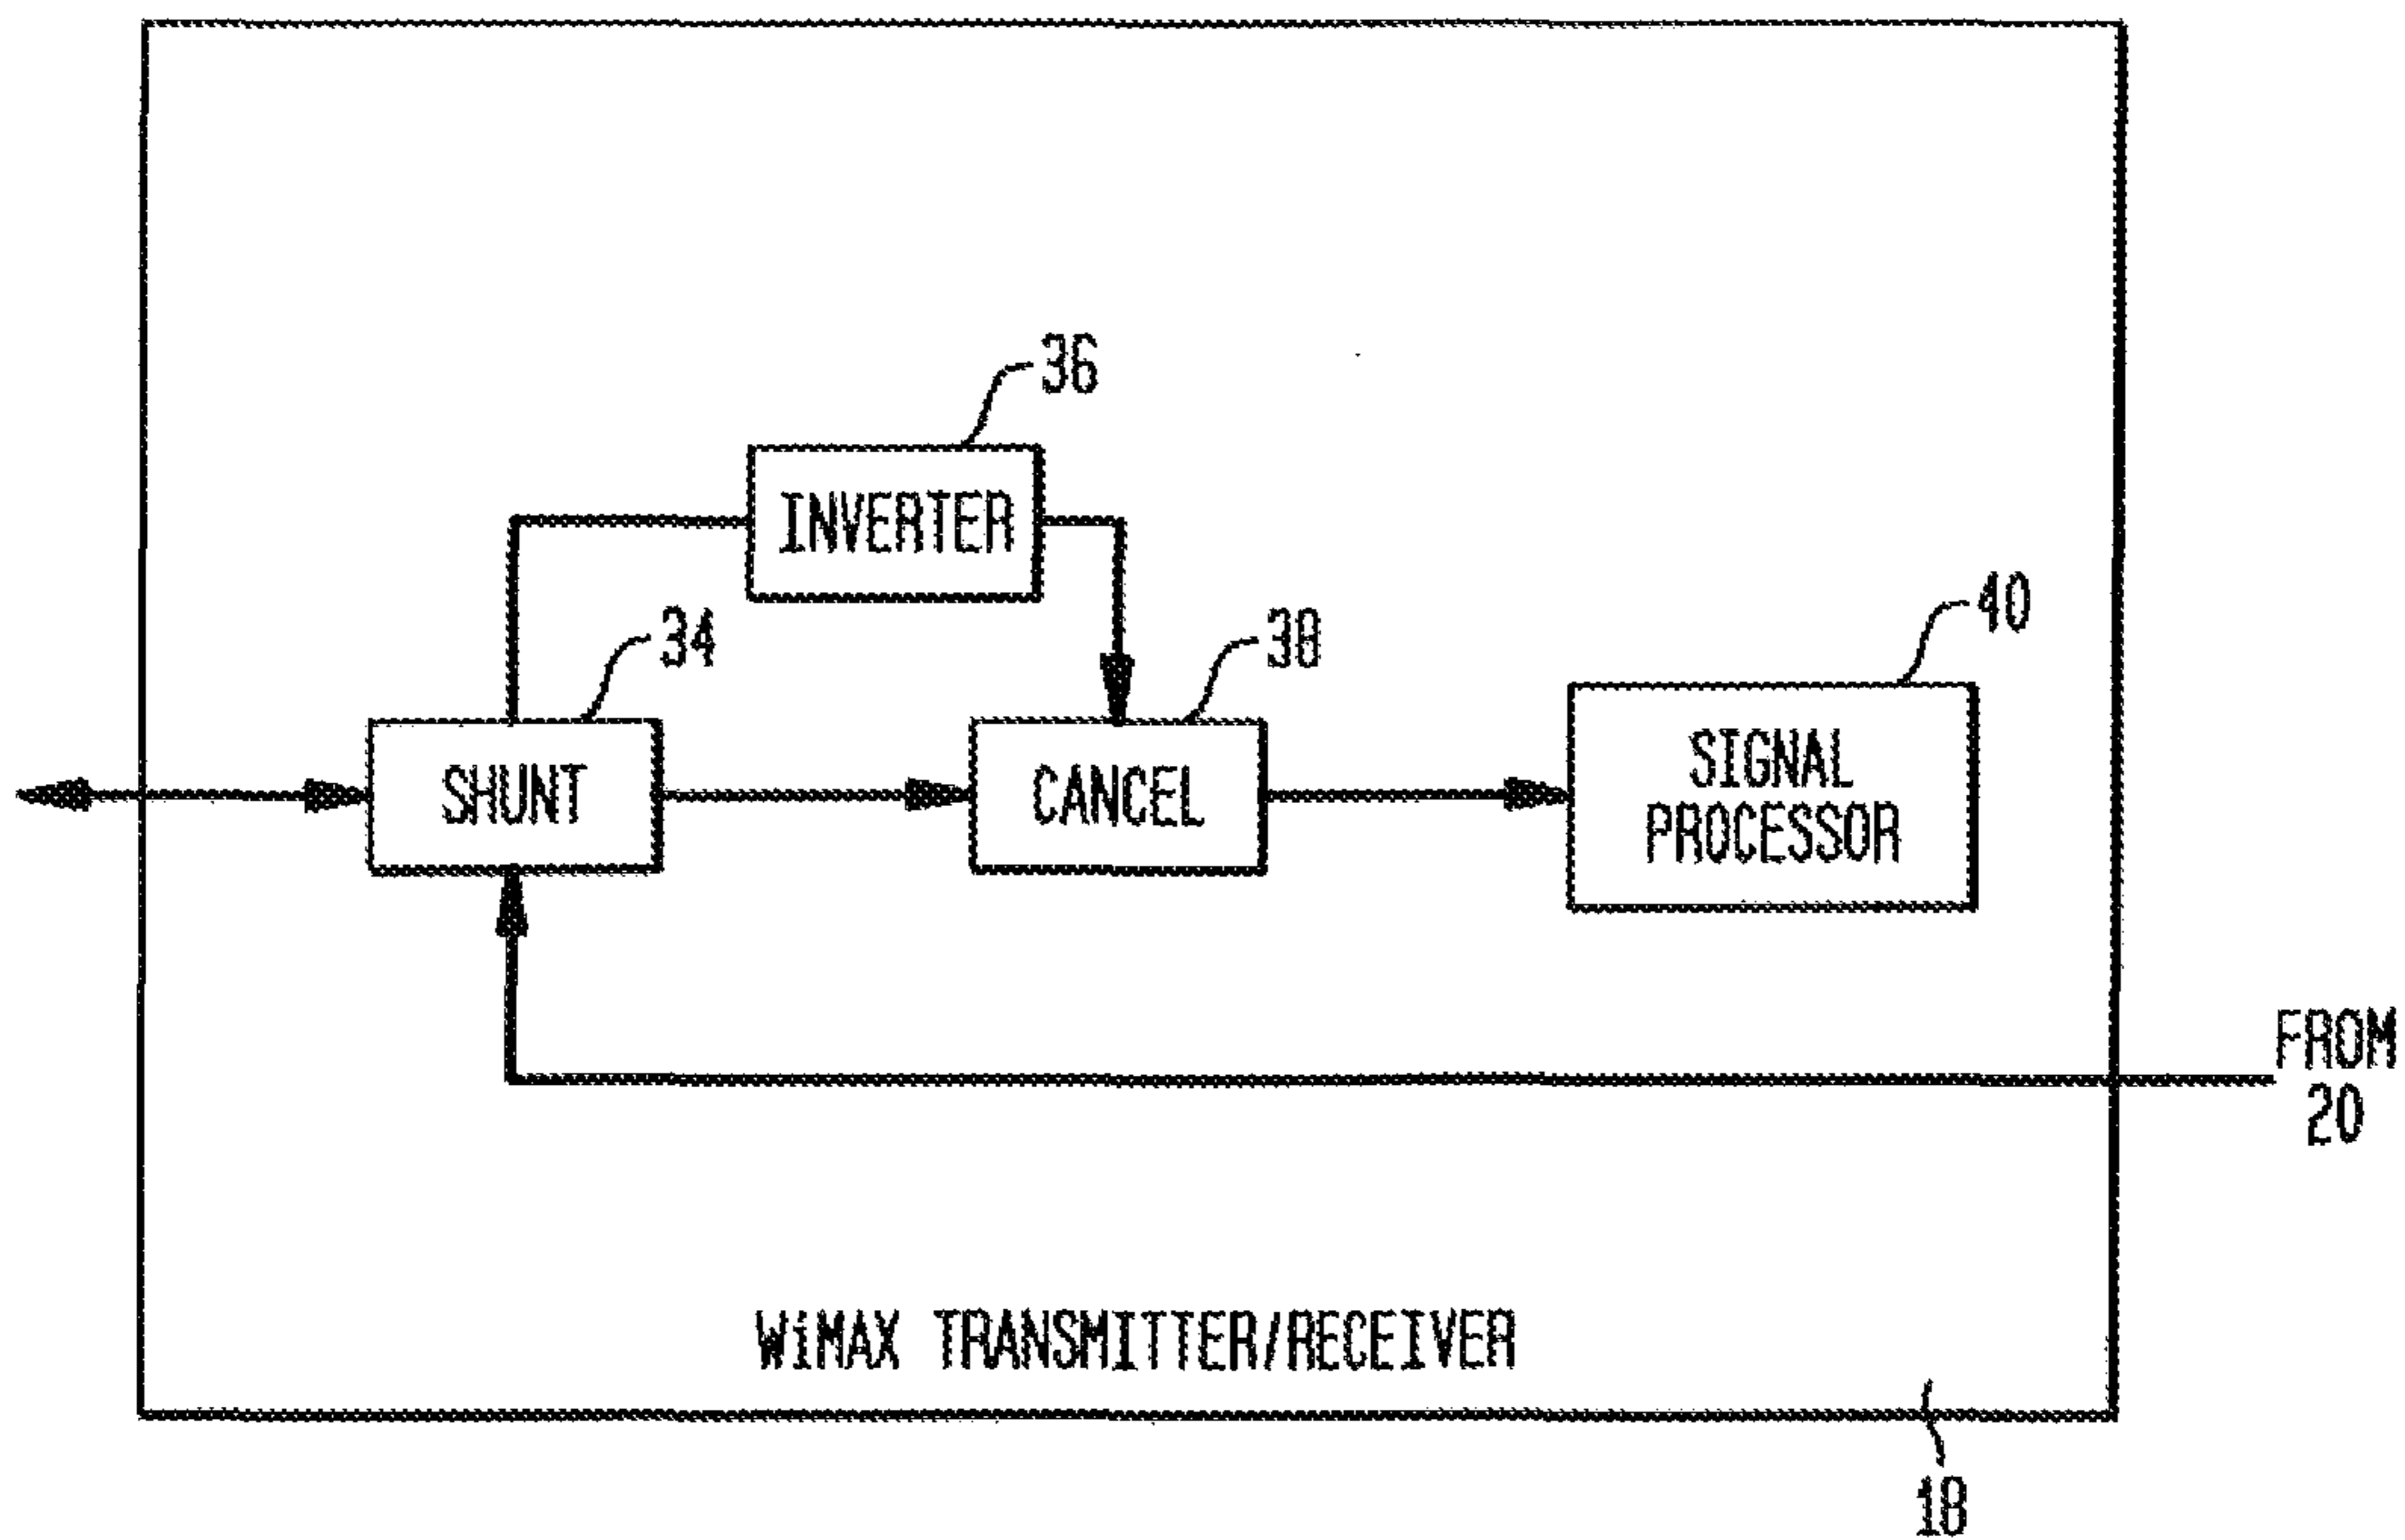 36
INVERTER
34
38
40
SHUNT
CANCEL
SIGNAL
PROCESSOR
FROM
20
WiMAX TRANSMITTER/RECEIVER
18